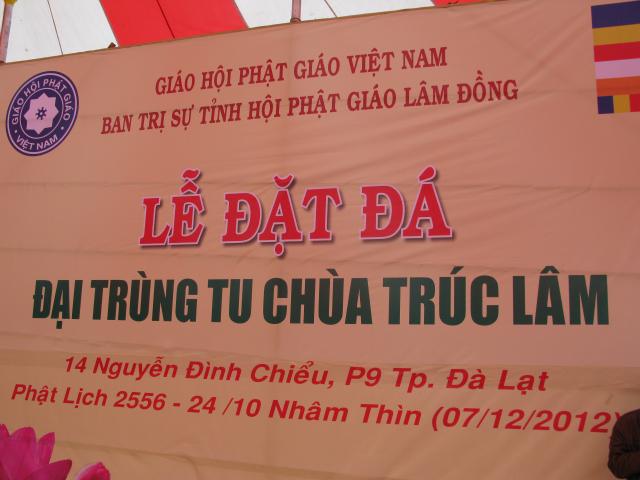 GIÁO HỘI PHẬT GIÁO VIỆT NAM
BAN TRỊ SỰ TỈNH HỘI PHẬT GIÁO LÂM ĐỒNG
GIÁO HỘI PHẬT GIÁO
VIỆT NAM
LỄ ĐẶT ĐÁ
ĐẠI TRÙNG TU CHÙA TRÚC LÂM
14 Nguyễn Đình Chiểu, P9 Tp. Đà Lạt
Phật Lịch 2556 - 24 /10 Nhâm Thìn (07/12/2012)